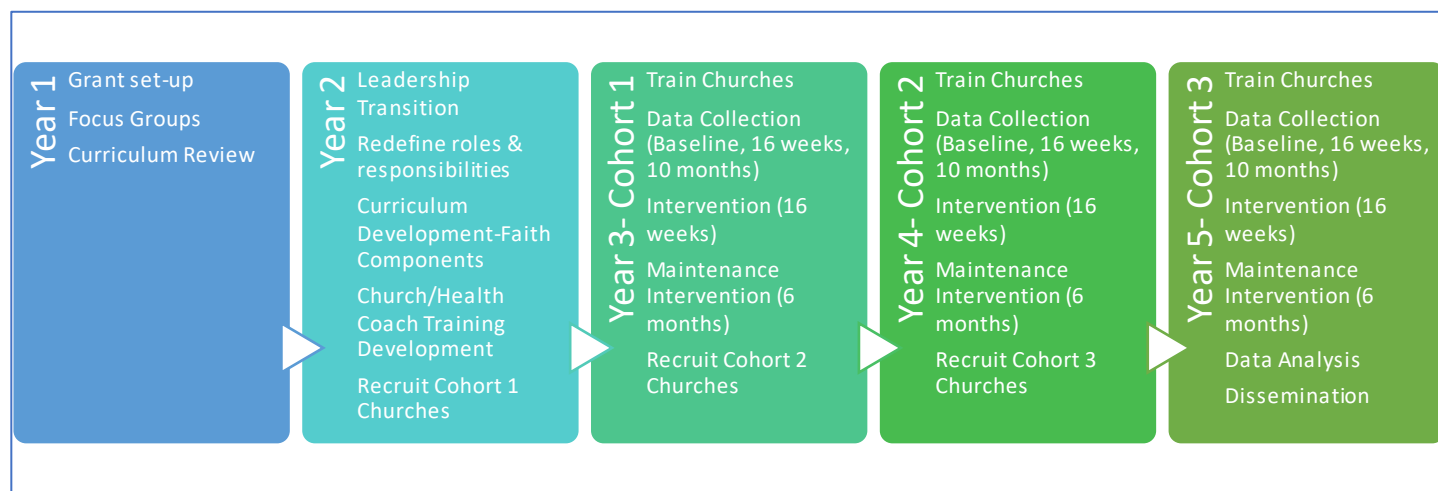 Year 1
Grant set-up
Focus Groups
Curriculum Review
Year 2
Leadership
Transition
Redefine roles &
responsibilities
Curriculum
Development-Faith
Components
Church/Health
Coach Training
Development
Recruit Cohort 1
Churches
Year 3- Cohort 1
Train Churches
Data Collection
(Baseline, 16 weeks,
10 months)
Intervention (16
weeks)
Maintenance
Intervention (6
months)
Recruit Cohort 2
Churches
Year 4- Cohort 2
Train Churches
Data Collection
(Baseline, 16 weeks,
10 months)
Intervention (16
weeks)
Maintenance
Intervention (6
months)
Recruit Cohort 3
Churches
Year 5- Cohort 3
Train Churches
Data Collection
(Baseline, 16 weeks,
10 months)
Intervention (16
weeks)
Maintenance
Intervention (6
months)
Data Analysis
Dissemination